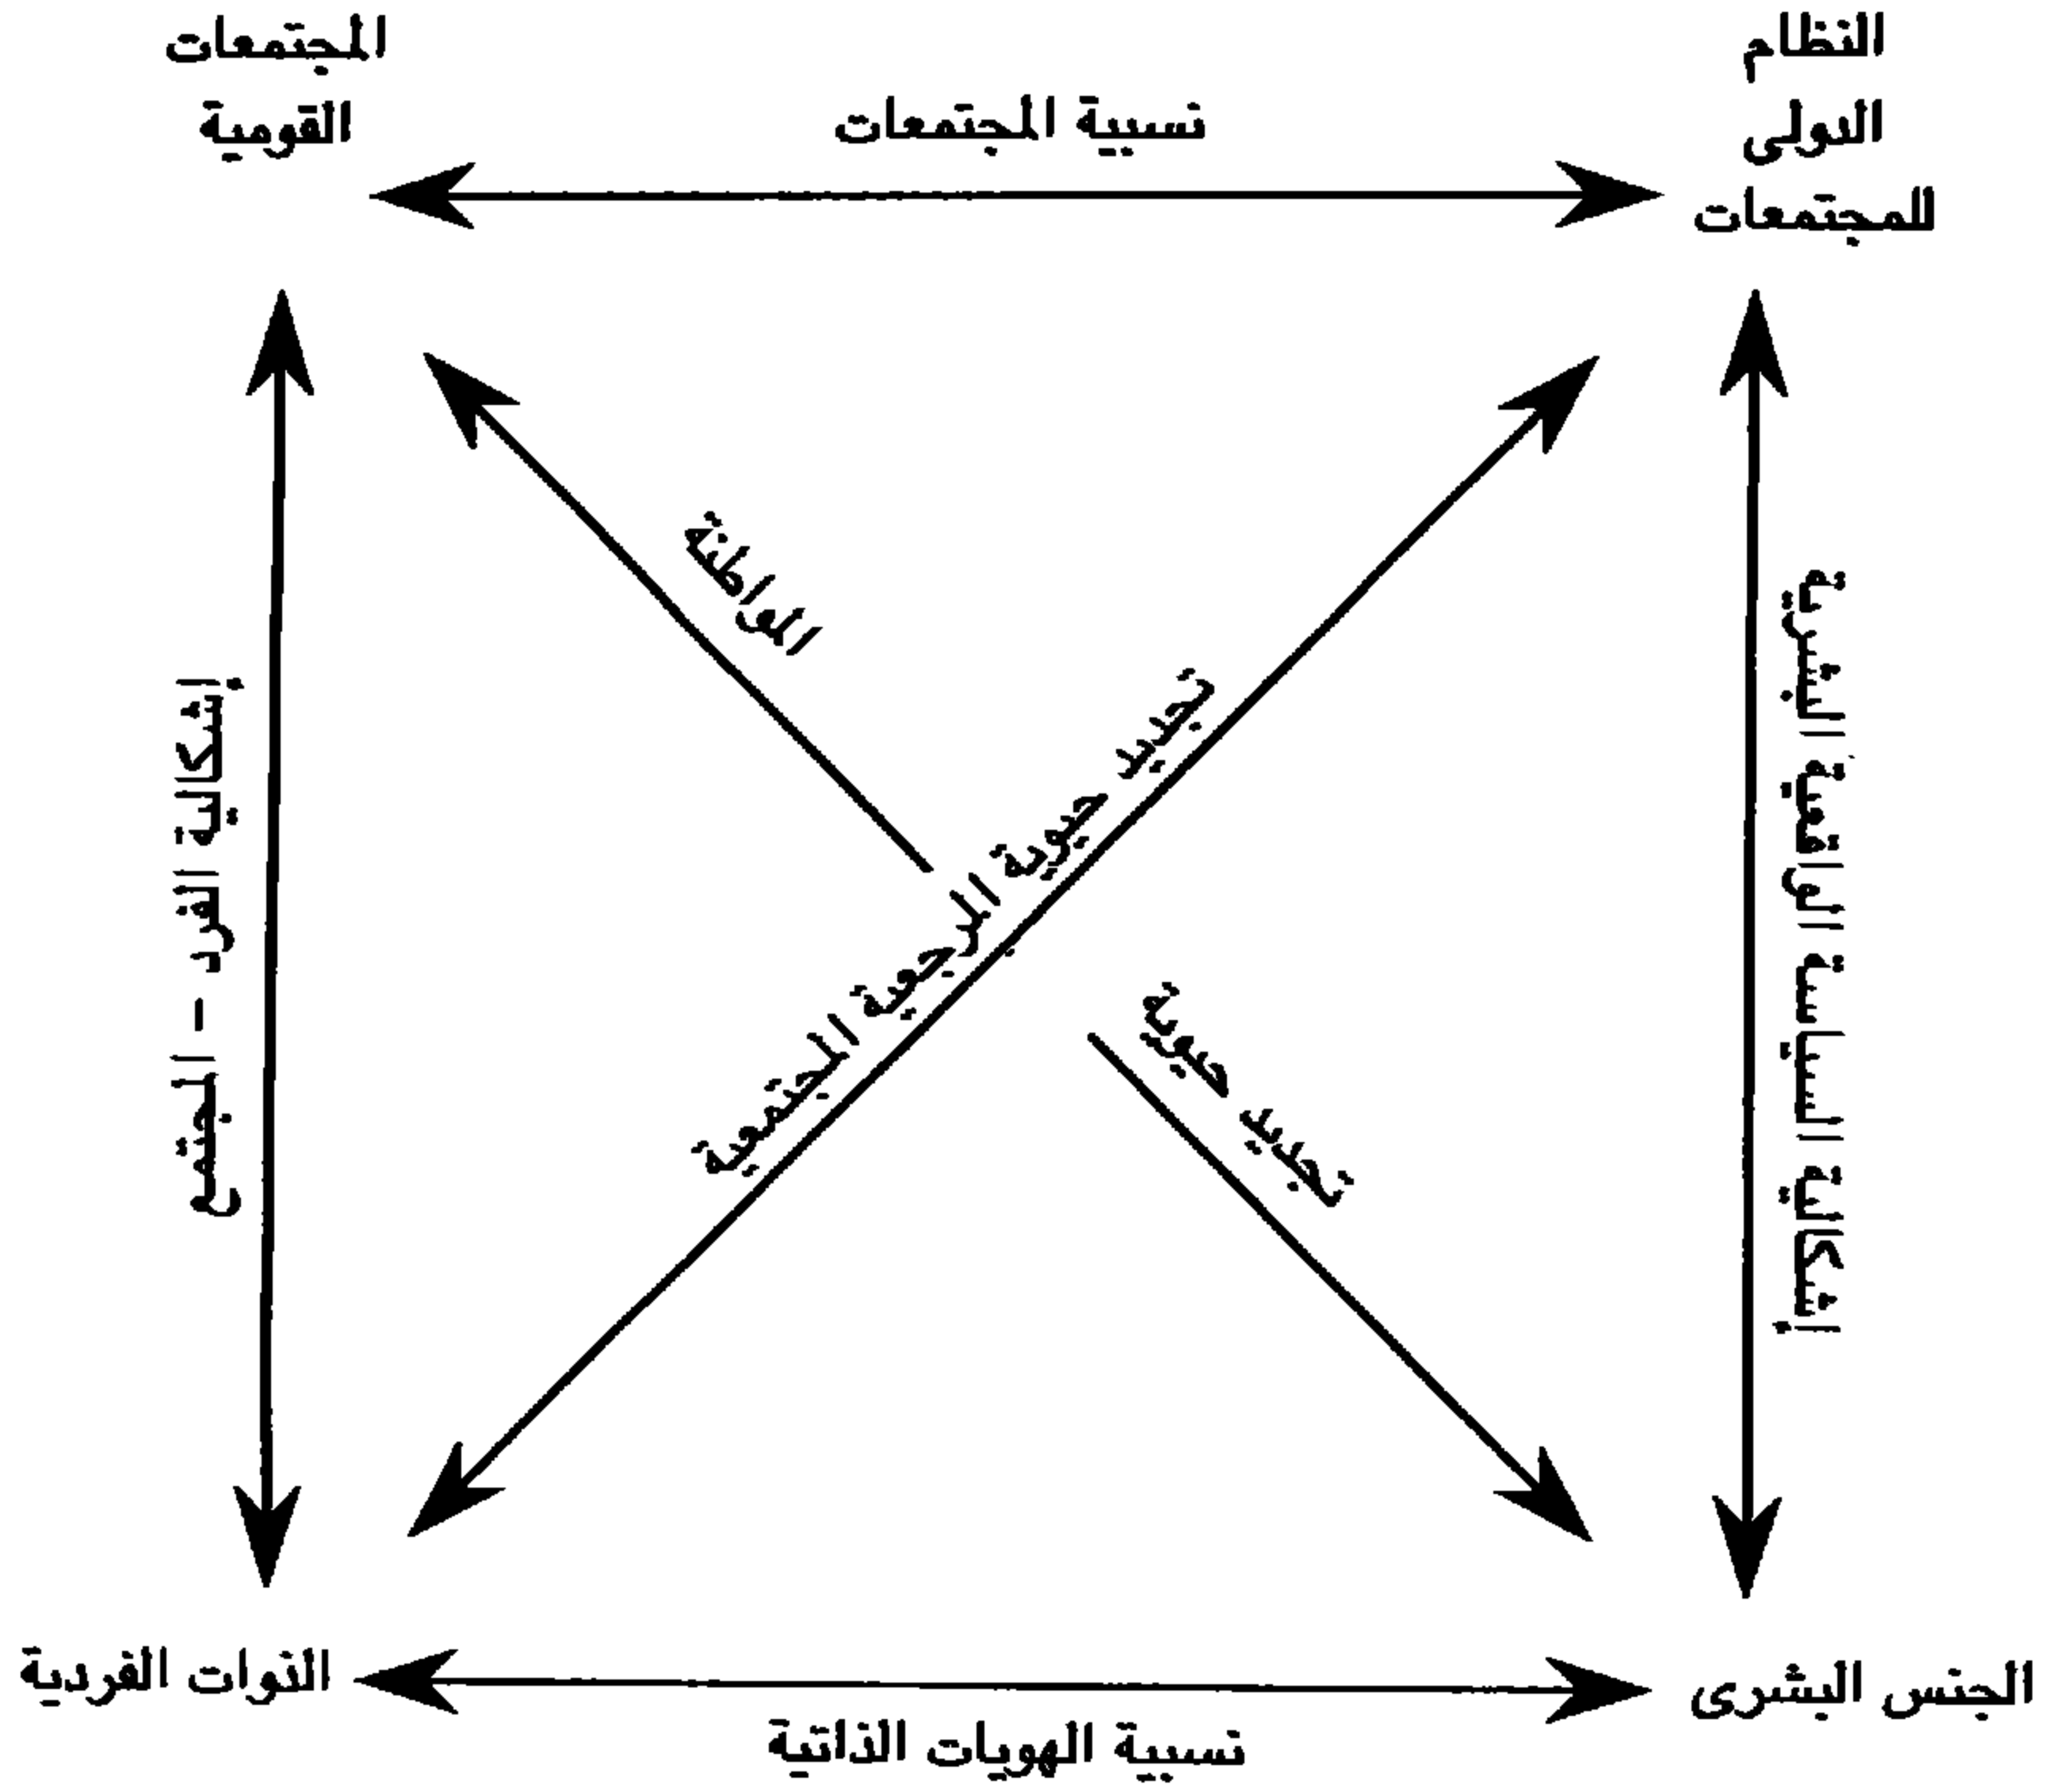 النظام
الدولى
للمجتمعات
نسبية المجتمعات
المجتمعات
القومية
أشكالية السياسة الواقعية البشرية
المواطنة
تجديد حيوية المرجعية المجتمعية
تجديد حيوية
إشكالية الفرد - المجتمع
الجنس البشرى
نسبية الهويات الذاتية
الذوات الفردية